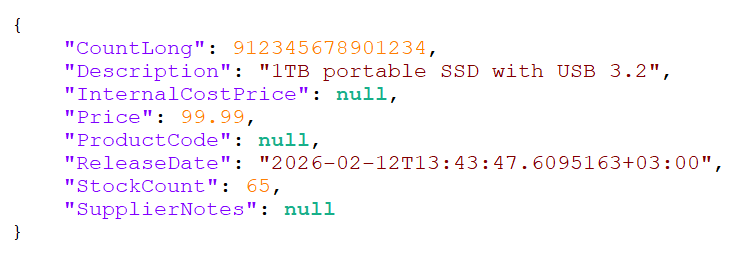 {
    "CountLong": 912345678901234,
    "Description": "1TB portable SSD with USB 3.2",
    "InternalCostPrice": null,
    "Price": 99.99,
    "ProductCode": null,
    "ReleaseDate": "2026-02-12T13:43:47.6095163+03:00",
    "StockCount": 65,
    "SupplierNotes": null
}